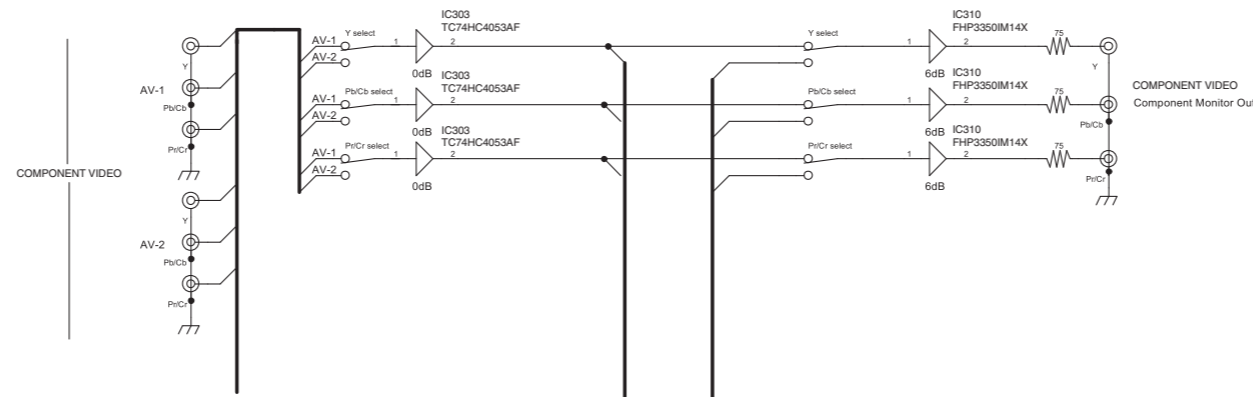 COMPONENT VIDEO
AV-1
Y
Pb/Cb
Pr/Cr
AV-2
Y
Pb/Cb
Pr/Cr
AV-1
AV-2
Y select
1
IC303
TC74HC4053AF
2
0dB
AV-1
AV-2
Pb/Cb select
1
IC303
TC74HC4053AF
2
0dB
AV-1
AV-2
Pr/Cr select
1
IC303
TC74HC4053AF
2
0dB
Y select
1
IC310
FHP3350IM14X
2
6dB
75
Pb/Cb select
1
IC310
FHP3350IM14X
2
6dB
75
Pr/Cr select
1
IC310
FHP3350IM14X
2
6dB
75
Y
Pb/Cb
Pr/Cr
COMPONENT VIDEO
Component Monitor Out